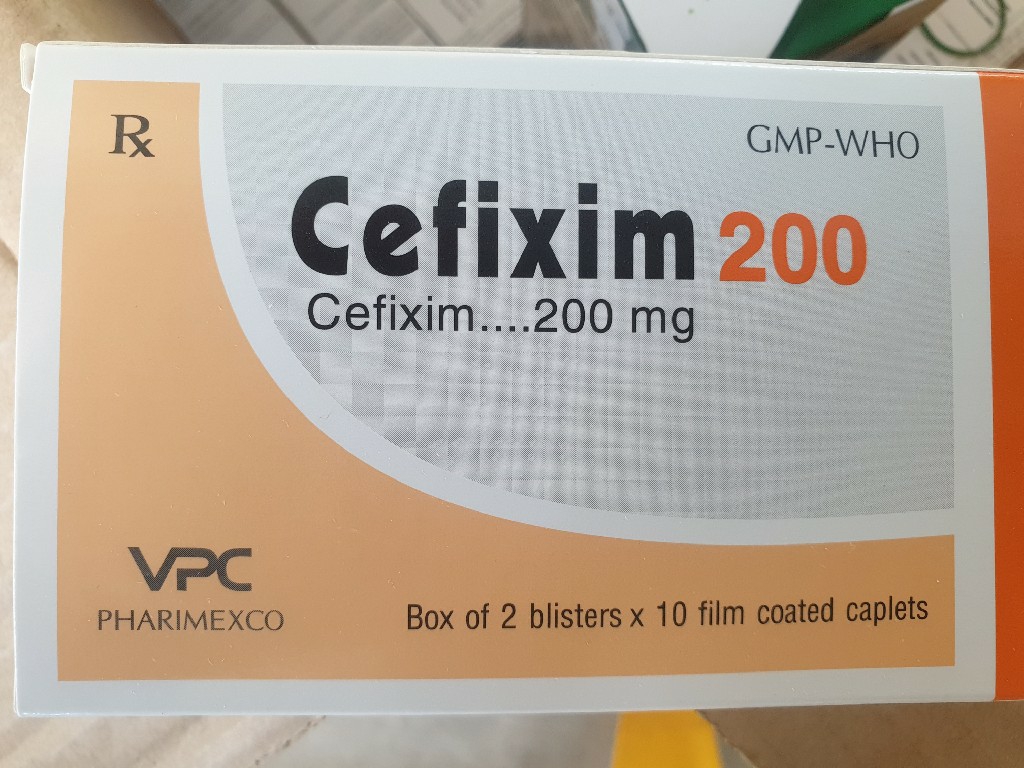 Rx
GMP-WHO
Cefixim 200
Cefixim....200 mg
VPC
PHARIMEXCO
Box of 2 blisters x 10 film coated caplets